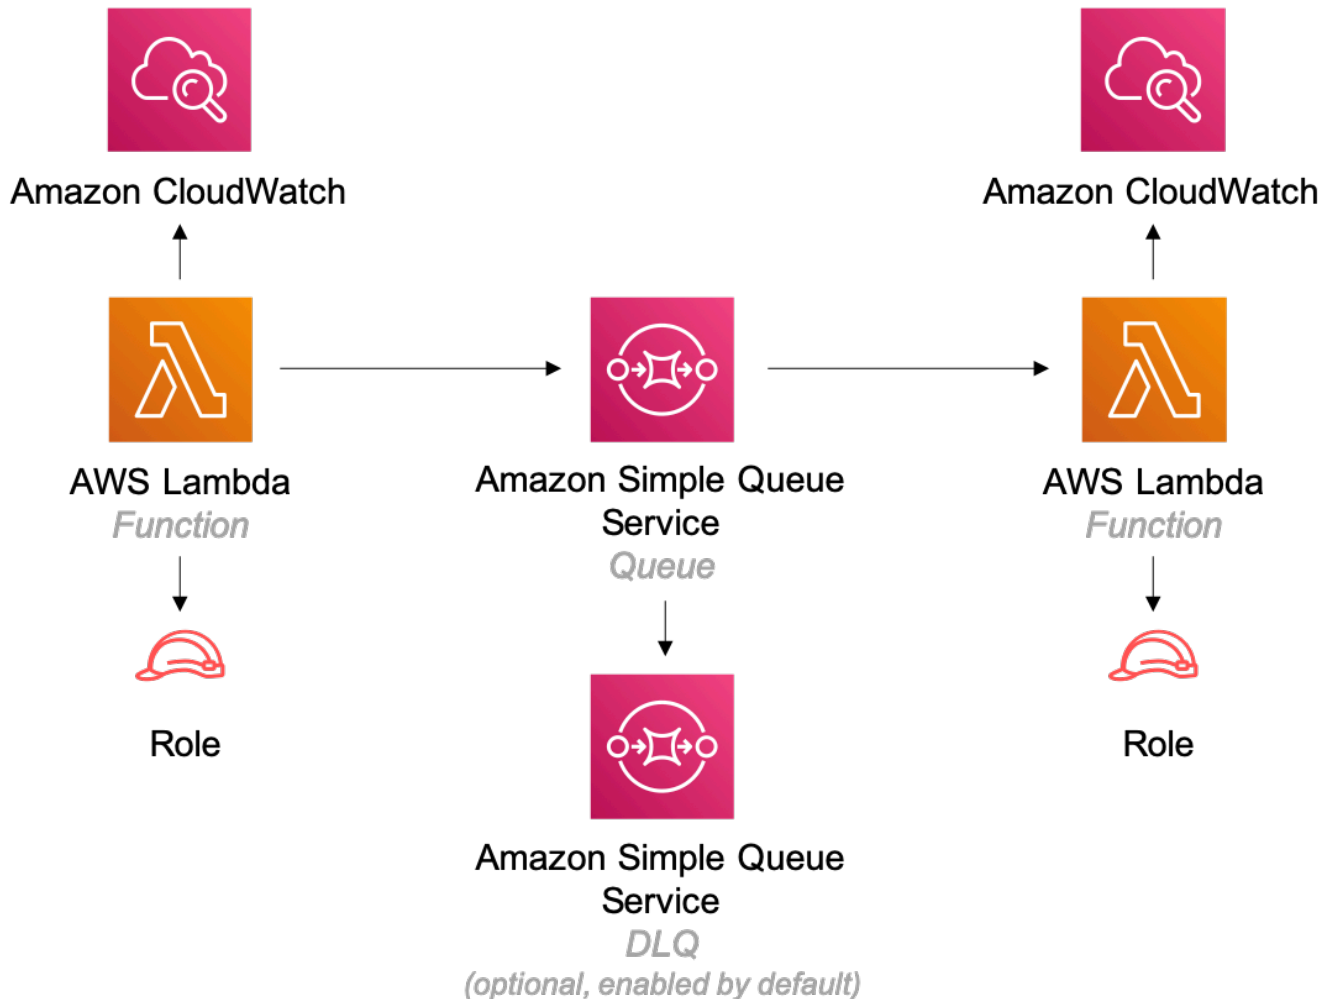 Amazon CloudWatch
Amazon CloudWatch
AWS Lambda
Function
Amazon Simple Queue
Service
Queue
AWS Lambda
Function
Role
Role
Amazon Simple Queue
Service
DLQ
(optional, enabled by default)